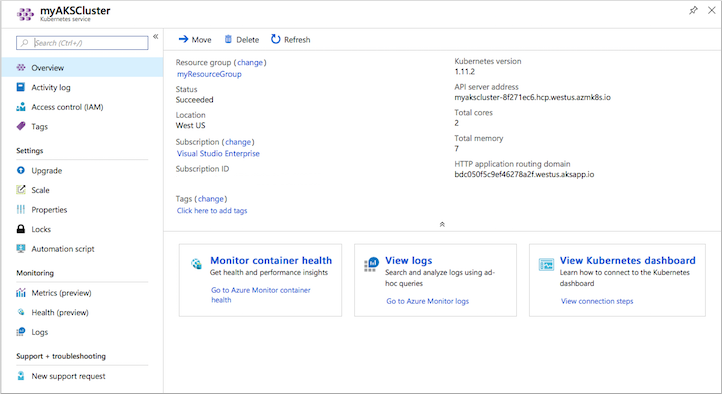 myAKSCluster
Kubernetes service
Search (Ctrl+/)
Overview
Activity log
Access control (IAM)
Tags
Settings
Upgrade
Scale
Properties
Locks
Automation script
Monitoring
Metrics (preview)
Health (preview)
Logs
Support + troubleshooting
New support request
Move Delete Refresh
Resource group (change)
myResourceGroup
Status
Succeeded
Location
West US
Subscription (change)
Visual Studio Enterprise
Subscription ID
Tags (change)
Click here to add tags
Kubernetes version
1.11.2
API server address
myakscluster-8f271ec6.hcp.westus.azmk8s.io
Total cores
2
Total memory
7
HTTP application routing domain
bdc050f5c9ef46278a2f.westus.aksapp.io
Monitor container health
Get health and performance insights
Go to Azure Monitor container
health
View logs
Search and analyze logs using ad-
hoc queries
Go to Azure Monitor logs
View Kubernetes dashboard
Learn how to connect to the Kubernetes
dashboard
View connection steps